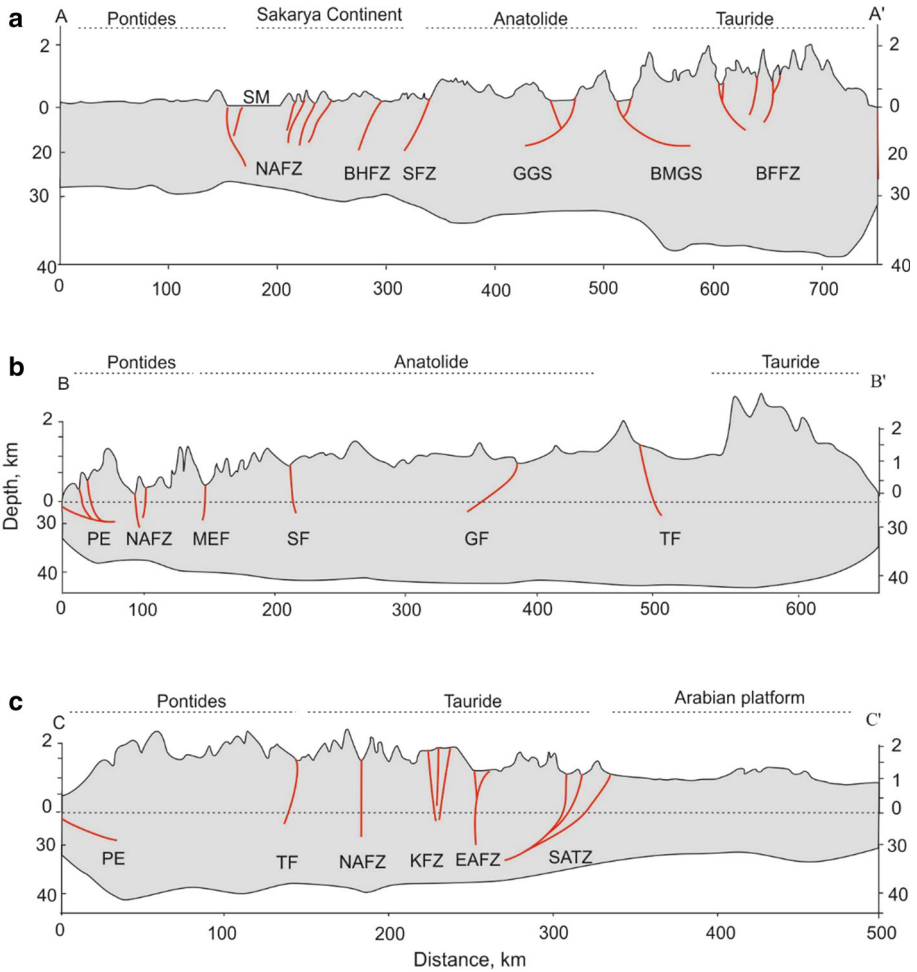 a
A Pontides Sakarya Continent Anatolide Tauride A'
2 2
SM
0 0
20 20
NAFZ BHFZ SFZ GGS BMGS BFFZ
30 30
40 40
0 100 200 300 400 500 600 700
b
Pontides Anatolide Tauride
B B'
2 2
1
0 0
30 30
PE NAFZ MEF SF GF TF
40 40
0 100 200 300 400 500 600
Depth, km
c
Pontides Tauride Arabian platform
C C'
2 2
1
0 0
30 30
PE TF NAFZ KFZ EAFZ SATZ
40 40
0 100 200 300 400 500
Distance, km